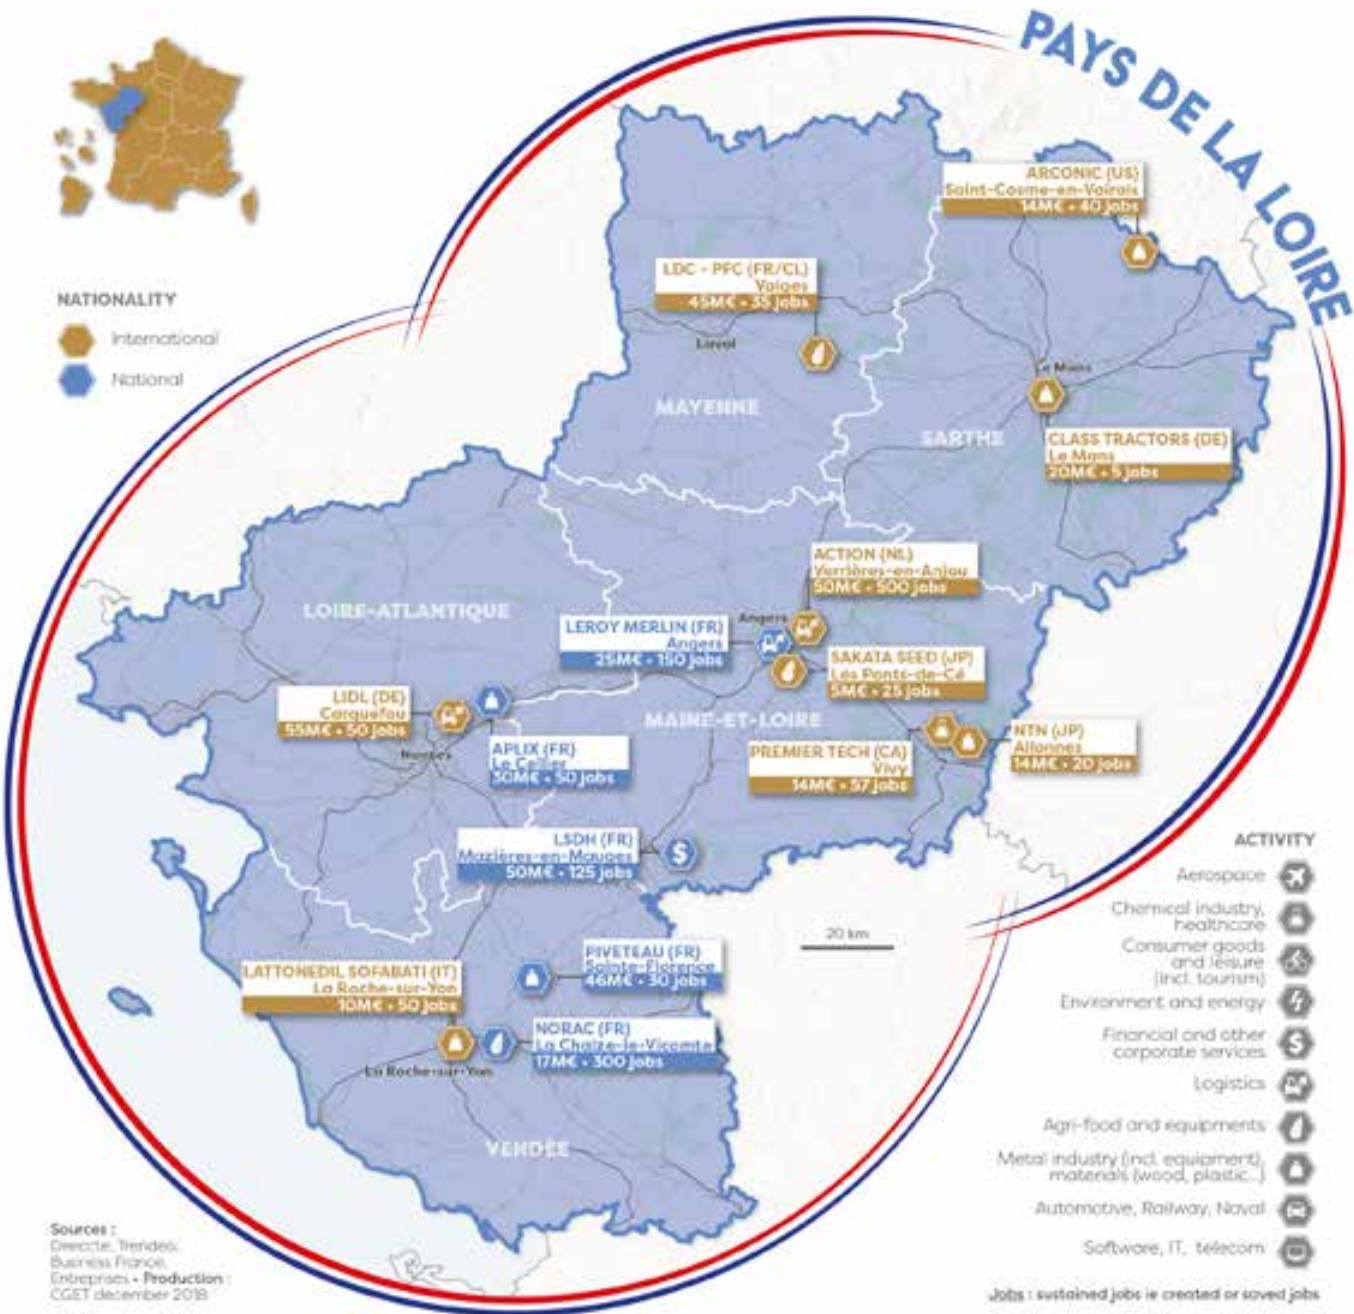 PAYS DE LA LOIRE
NATIONALITY
International
National
ARCONIC (US)
Saint-Cosme-en-Vairais
14M€ • 40 jobs
LDC - PFC (FR/CL)
Vaiges
45M€ • 35 jobs
Laval
MAYENNE
Le Mans
SARTHE
CLASS TRACTORS (DE)
Le Mans
20M€ • 5 jobs
ACTION (NL)
Verrières-en-Anjou
50M€ • 500 jobs
LOIRE-ATLANTIQUE
Angers
LEROY MERLIN (FR)
Angers
25M€ • 150 jobs
SAKATA SEED (JP)
Les Ponts-de-Cé
5M€ • 25 jobs
LIDL (DE)
Carquefou
55M€ • 50 jobs
MAINE-ET-LOIRE
Nantes
APLIX (FR)
Le Cellier
30M€ • 50 jobs
PREMIER TECH (CA)
Vivy
14M€ • 57 jobs
NTN (JP)
Allonnes
14M€ • 20 jobs
LSDH (FR)
Mazières-en-Mauges
50M€ • 125 jobs
20 km
PIVETEAU (FR)
Sainte-Florence
46M€ • 30 jobs
LATTONEDIL SOFABATI (IT)
La Roche-sur-Yon
10M€ • 50 jobs
NORAC (FR)
La Chaize-le-Vicomte
17M€ • 300 jobs
La Roche-sur-Yon
VENDÉE
ACTIVITY
Aerospace
Chemical industry,
healthcare
Consumer goods
and leisure
(incl. tourism)
Environment and energy
Financial and other
corporate services
Logistics
Agri-food and equipments
Metal industry (incl. equipment),
materials (wood, plastic...)
Automotive, Railway, Naval
Software, IT, telecom
Sources :
Direccte, Trendeo,
Business France,
Entreprises • Production :
CGET december 2018
Jobs : sustained jobs ie created or saved jobs